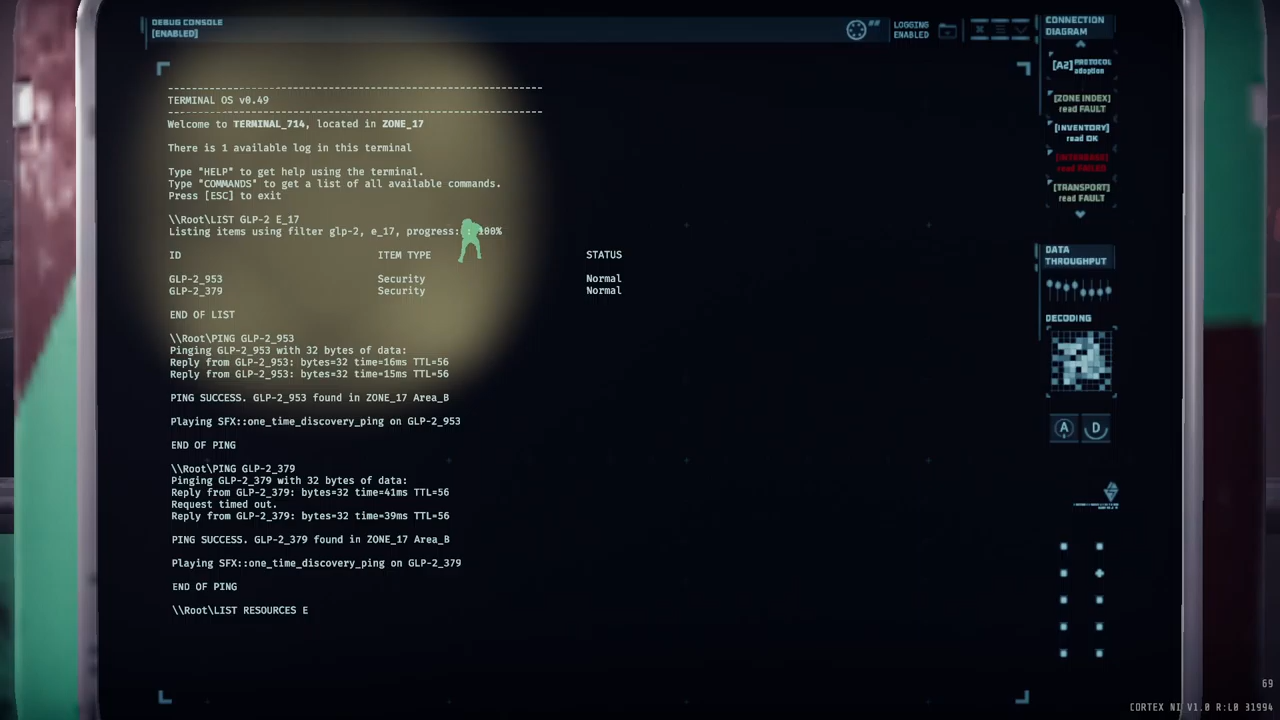 DEBUG CONSOLE
[ENABLED]
LOGGING
ENABLED
CONNECTION
DIAGRAM
[A2] PROTOCOL
adoption
[ZONE INDEX]
read FAULT
[INVENTORY]
read OK
read FAILED
[TRANSPORT]
read FAULT
DATA
THROUGHPUT
DECODING
A D
TERMINAL OS v0.49
Welcome to TERMINAL_714, located in ZONE_17
There is 1 available log in this terminal
Type "HELP" to get help using the terminal.
Type "COMMANDS" to get a list of all available commands.
Press [ESC] to exit
\\Root\LIST GLP-2 E_17
Listing items using filter glp-2, e_17, progress: 100%
ID ITEM TYPE STATUS
GLP-2_953 Security Normal
GLP-2_379 Security Normal
END OF LIST
\\Root\PING GLP-2_953
Pinging GLP-2_953 with 32 bytes of data:
Reply from GLP-2_953: bytes=32 time=16ms TTL=56
Reply from GLP-2_953: bytes=32 time=15ms TTL=56
PING SUCCESS. GLP-2_953 found in ZONE_17 Area_B
Playing SFX::one_time_discovery_ping on GLP-2_953
END OF PING
\\Root\PING GLP-2_379
Pinging GLP-2_379 with 32 bytes of data:
Reply from GLP-2_379: bytes=32 time=41ms TTL=56
Request timed out.
Reply from GLP-2_379: bytes=32 time=39ms TTL=56
PING SUCCESS. GLP-2_379 found in ZONE_17 Area_B
Playing SFX::one_time_discovery_ping on GLP-2_379
END OF PING
\\Root\LIST RESOURCES E
69
CORTEX NI V1.0 R:L0 31994